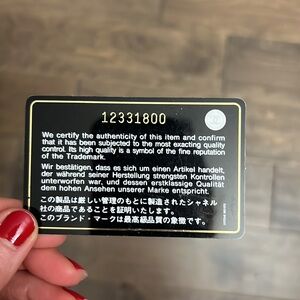 12331800
We certify the authenticity of this item and confirm
that it has been subjected to the most exacting quality
control. Its high quality is a symbol of the fine reputation
of the Trademark.
Wir bestätigen, dass es sich um einen Artikel handelt,
der während seiner Herstellung strengsten Kontrollen
unterworfen war, und dessen erstklassige Qualität
dem hohen Ansehen unserer Marke entspricht.
この製品は厳しい管理のもとに製造されたシャネル
社の商品であることを証明いたします。
このブランド・マークは最高級品質の象徴です。